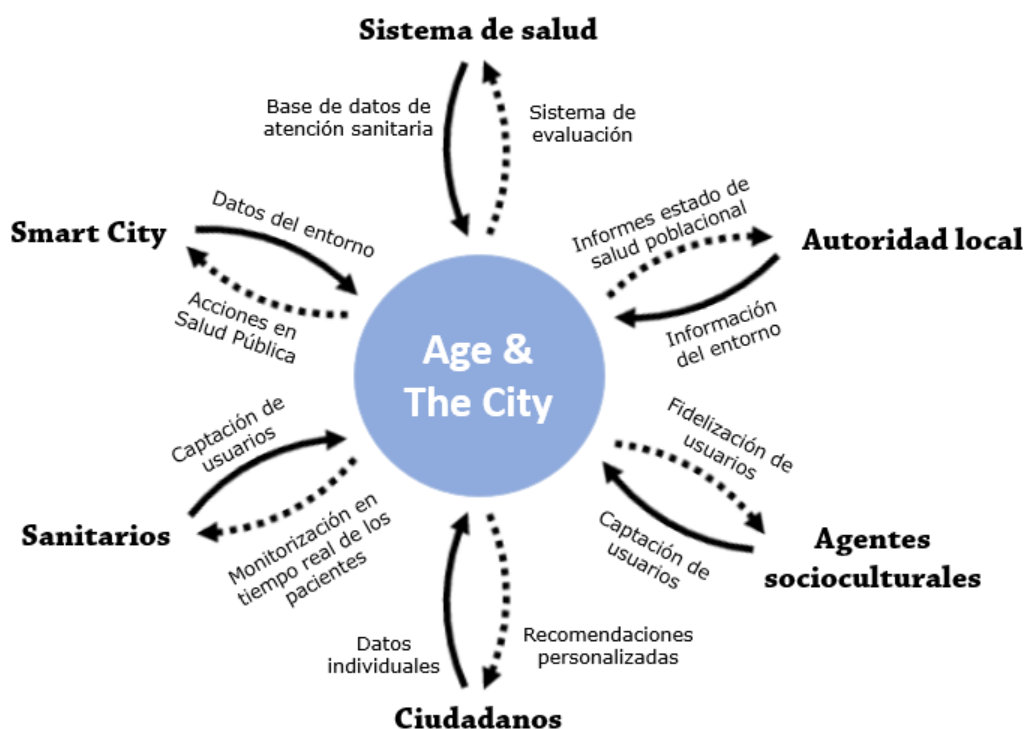 Sistema de salud
Base de datos de
atención sanitaria
Sistema de
evaluación
Smart City
Datos del entorno
Acciones en
Salud Pública
Informes estado de
salud poblacional
Autoridad local
Información
del entorno
Age &
The City
Captación de
usuarios
Sanitarios
Monitorización en
tiempo real de los
pacientes
Fidelización de
usuarios
Captación de
usuarios
Agentes
socioculturales
Datos
individuales
Recomendaciones
personalizadas
Ciudadanos